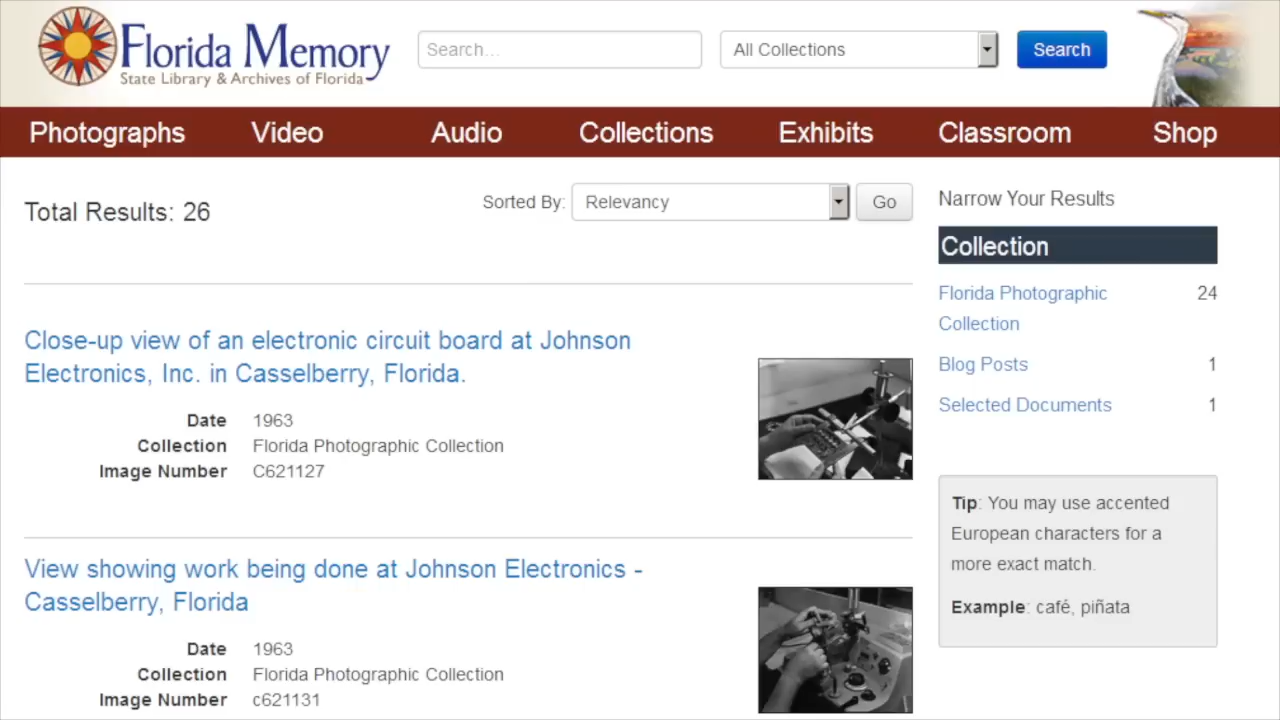 Florida Memory
State Library & Archives of Florida
Search...
All Collections
Search
Photographs Video Audio Collections Exhibits Classroom Shop
Total Results: 26
Sorted By: Relevancy Go
Close-up view of an electronic circuit board at Johnson
Electronics, Inc. in Casselberry, Florida.
Date 1963
Collection Florida Photographic Collection
Image Number C621127
View showing work being done at Johnson Electronics -
Casselberry, Florida
Date 1963
Collection Florida Photographic Collection
Image Number c621131
Narrow Your Results
Collection
Florida Photographic 24
Collection
Blog Posts 1
Selected Documents 1
Tip: You may use accented
European characters for a
more exact match.
Example: café, piñata